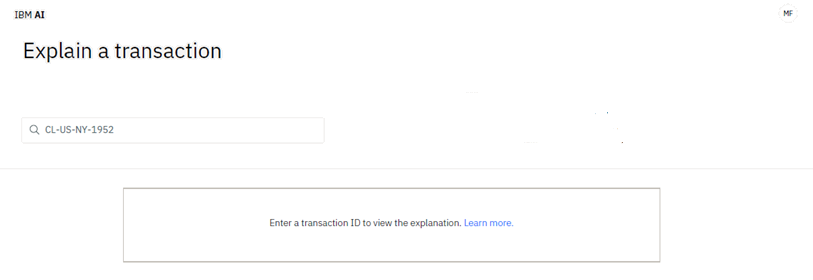 IBM AI
MF
Explain a transaction
CL-US-NY-1952
Enter a transaction ID to view the explanation. Learn more.